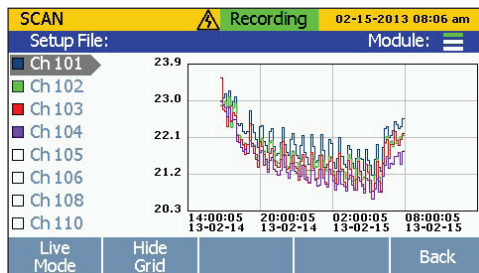 SCAN Recording 02-15-2013 08:06 am
Setup File: Module:
Ch 101
Ch 102
Ch 103
Ch 104
Ch 105
Ch 106
Ch 108
Ch 110
23.9
23.0
22.1
21.2
20.3
14:00:05 20:00:05 02:00:05 08:00:05
13-02-14 13-02-14 13-02-15 13-02-15
Live Mode Hide Grid Back